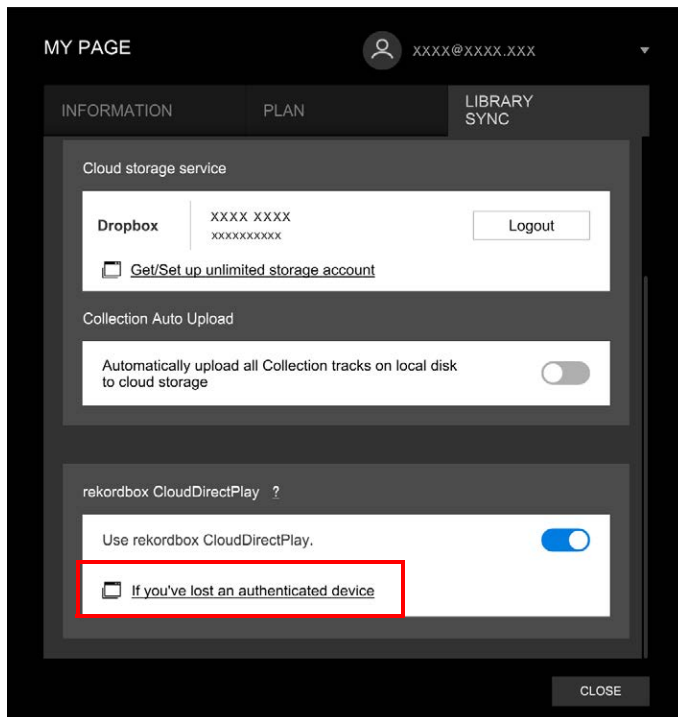 MY PAGE
xxxx@xxxx.xxx
INFORMATION
PLAN
LIBRARY
SYNC
Cloud storage service
Dropbox
xxxx xxxx
xxxxxxxxxx
Logout
Get/Set up unlimited storage account
Collection Auto Upload
Automatically upload all Collection tracks on local disk
to cloud storage
rekordbox CloudDirectPlay ?
Use rekordbox CloudDirectPlay.
If you've lost an authenticated device
CLOSE